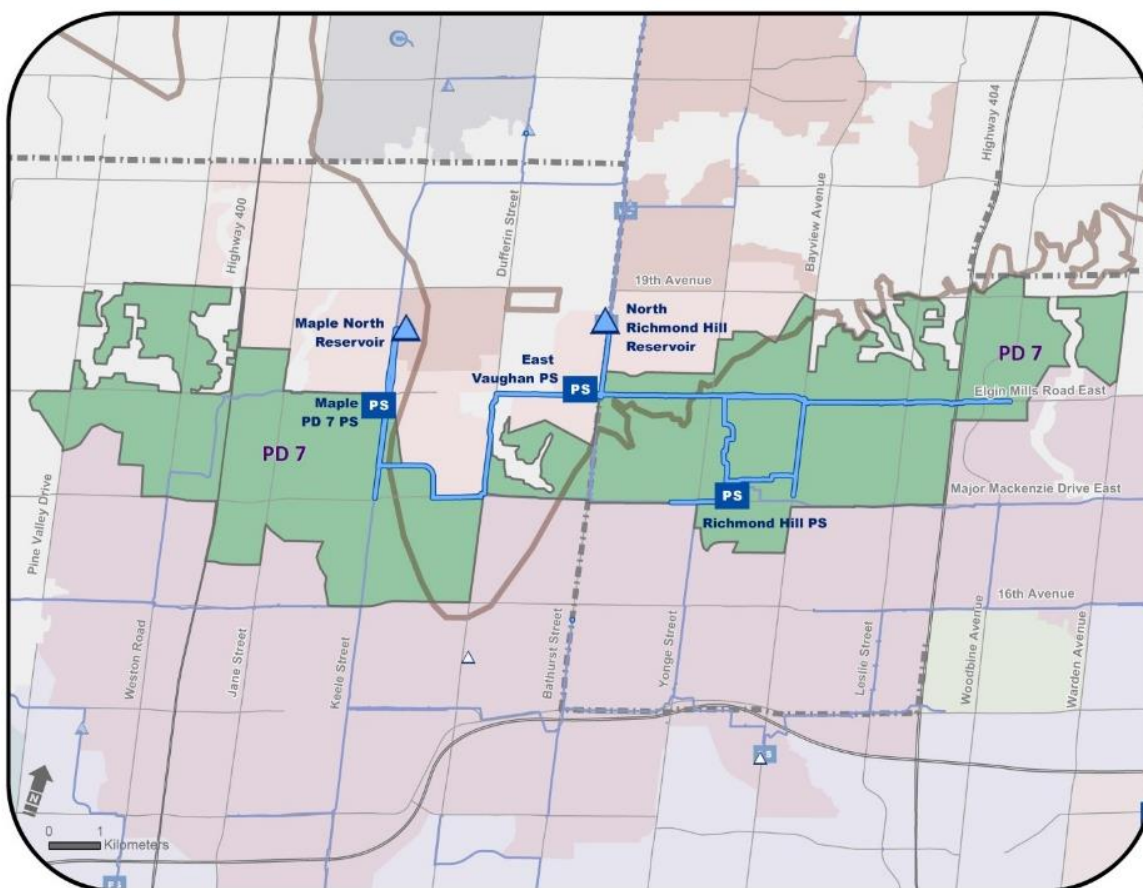 Highway 400
Dufferin Street
Bayview Avenue
Highway 404
19th Avenue
Maple North
Reservoir
North
Richmond Hill
Reservoir
East
Vaughan PS
PS
PD 7
Elgin Mills Road East
PS
Maple
PD 7 PS
PD 7
PS
Richmond Hill PS
Major Mackenzie Drive East
Pine Valley Drive
16th Avenue
Weston Road
Jane Street
Keele Street
Bathurst Street
Yonge Street
Leslie Street
Woodbine Avenue
Warden Avenue
N
0 1
Kilometers